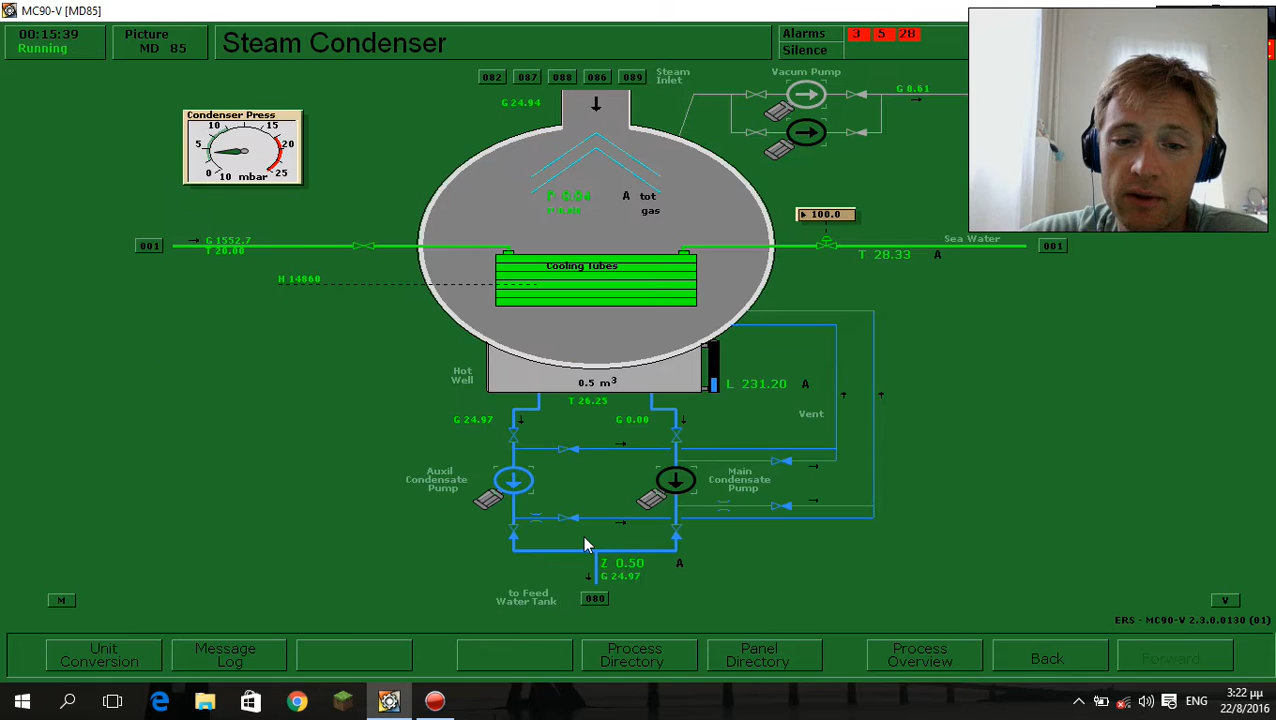 MC90-V [MD85]
00:15:39
Running
Picture
MD 85
Steam Condenser
Alarms 3 5 28
Silence
082 087 088 086 089
Steam
Inlet
Vacum Pump
G 0.61
G 24.94
Condenser Press
0 5 10 15 20 25
10 mbar
A tot
gas
100.0
001
G 1552.7
T 20.00
Sea Water
001
T 28.33 A
Cooling Tubes
H 14860
Hot
Well
0.5 m³
L 231.20 A
T 26.25
G 24.97
G 0.00
Vent
Auxil
Condensate
Pump
Main
Condensate
Pump
Z 0.50 A
G 24.97
to Feed
Water Tank
080
M
V
ERS - MC90-V 2.3.0.0130 (01)
Unit
Conversion
Message
Log
Process
Directory
Panel
Directory
Process
Overview
Back
Forward
ENG
3:22 μμ
22/8/2016